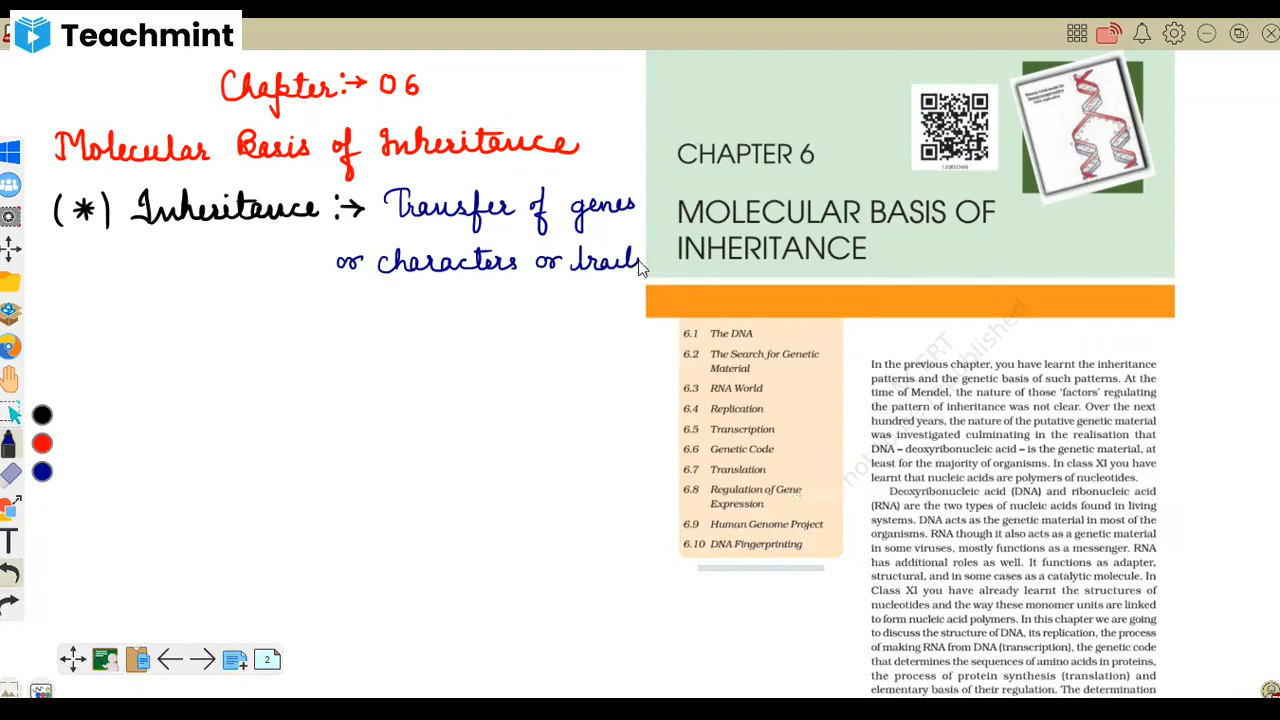 Teachmint
Chapter:→ 06
Molecular Basis of Inheritance
(*) Inheritance :→ Transfer of genes
or characters or traits
2
CHAPTER 6
MOLECULAR BASIS OF
INHERITANCE
6.1 The DNA
6.2 The Search for Genetic
Material
6.3 RNA World
6.4 Replication
6.5 Transcription
6.6 Genetic Code
6.7 Translation
6.8 Regulation of Gene
Expression
6.9 Human Genome Project
6.10 DNA Fingerprinting
In the previous chapter, you have learnt the inheritance
patterns and the genetic basis of such patterns. At the
time of Mendel, the nature of those 'factors' regulating
the pattern of inheritance was not clear. Over the next
hundred years, the nature of the putative genetic material
was investigated culminating in the realisation that
DNA – deoxyribonucleic acid – is the genetic material, at
least for the majority of organisms. In class XI you have
learnt that nucleic acids are polymers of nucleotides.
Deoxyribonucleic acid (DNA) and ribonucleic acid
(RNA) are the two types of nucleic acids found in living
systems. DNA acts as the genetic material in most of the
organisms. RNA though it also acts as a genetic material
in some viruses, mostly functions as a messenger. RNA
has additional roles as well. It functions as adapter,
structural, and in some cases as a catalytic molecule. In
Class XI you have already learnt the structures of
nucleotides and the way these monomer units are linked
to form nucleic acid polymers. In this chapter we are going
to discuss the structure of DNA, its replication, the process
of making RNA from DNA (transcription), the genetic code
that determines the sequences of amino acids in proteins,
the process of protein synthesis (translation) and
elementary basis of their regulation. The determination